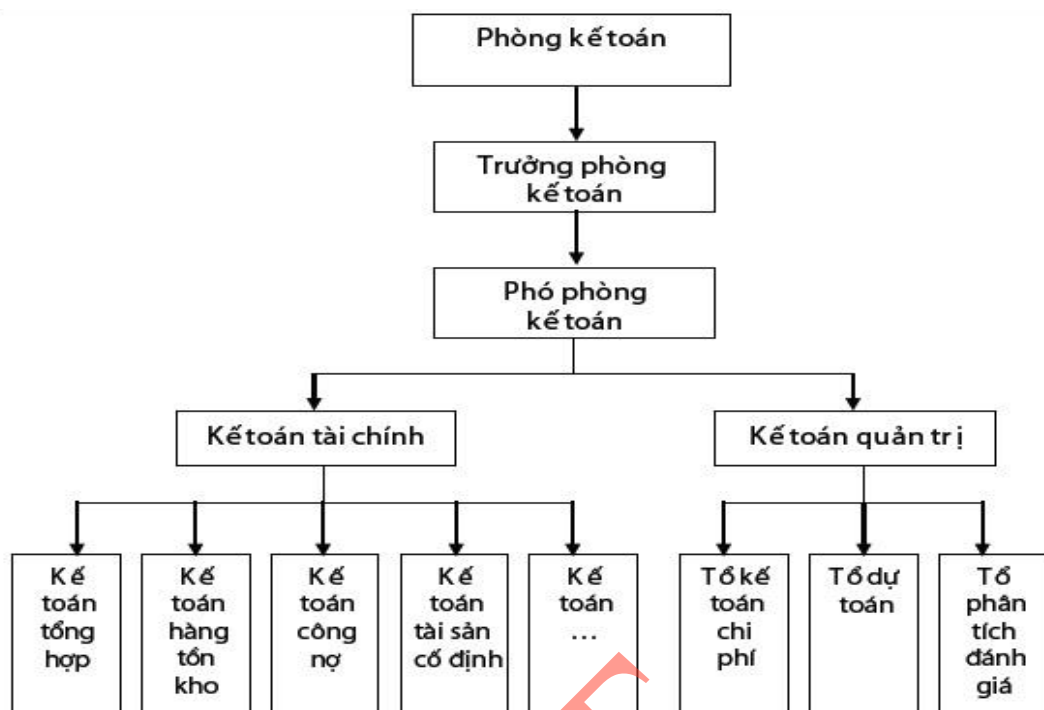 Phòng kế toán
Trưởng phòng
kế toán
Phó phòng
kế toán
Kế toán tài chính
Kế toán quản trị
Kế
toán
tổng
hợp
Kế
toán
hàng
tồn
kho
Kế
toán
công
nợ
Kế
toán
tài sản
cố định
Kế
toán
...
Tổ kế
toán
chi
phí
Tổ dự
toán
Tổ
phân
tích
đánh
giá